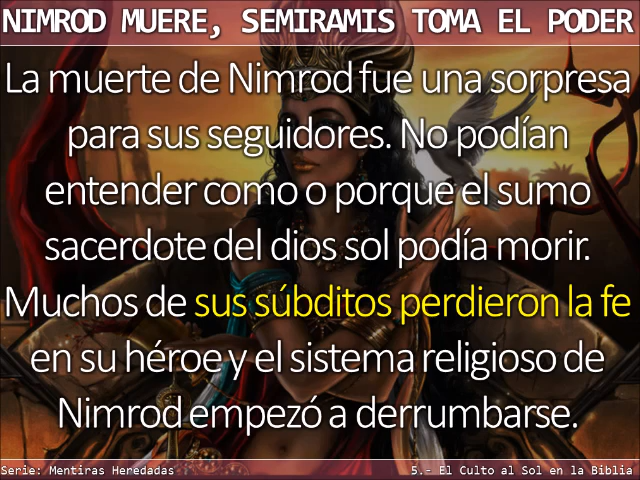 NIMROD MUERE, SEMIRAMIS TOMA EL PODER
La muerte de Nimrod fue una sorpresa
para sus seguidores. No podían
entender como o porque el sumo
sacerdote del dios sol podía morir.
Muchos de sus súbditos perdieron la fe
en su héroe y el sistema religioso de
Nimrod empezó a derrumbarse.
Serie: Mentiras Heredadas
5.- El Culto al Sol en la Biblia